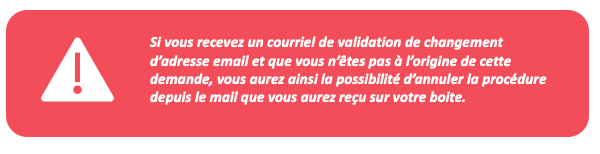 Si vous recevez un courriel de validation de changement
d’adresse email et que vous n’êtes pas à l’origine de cette
demande, vous aurez ainsi la possibilité d’annuler la procédure
depuis le mail que vous aurez reçu sur votre boite.